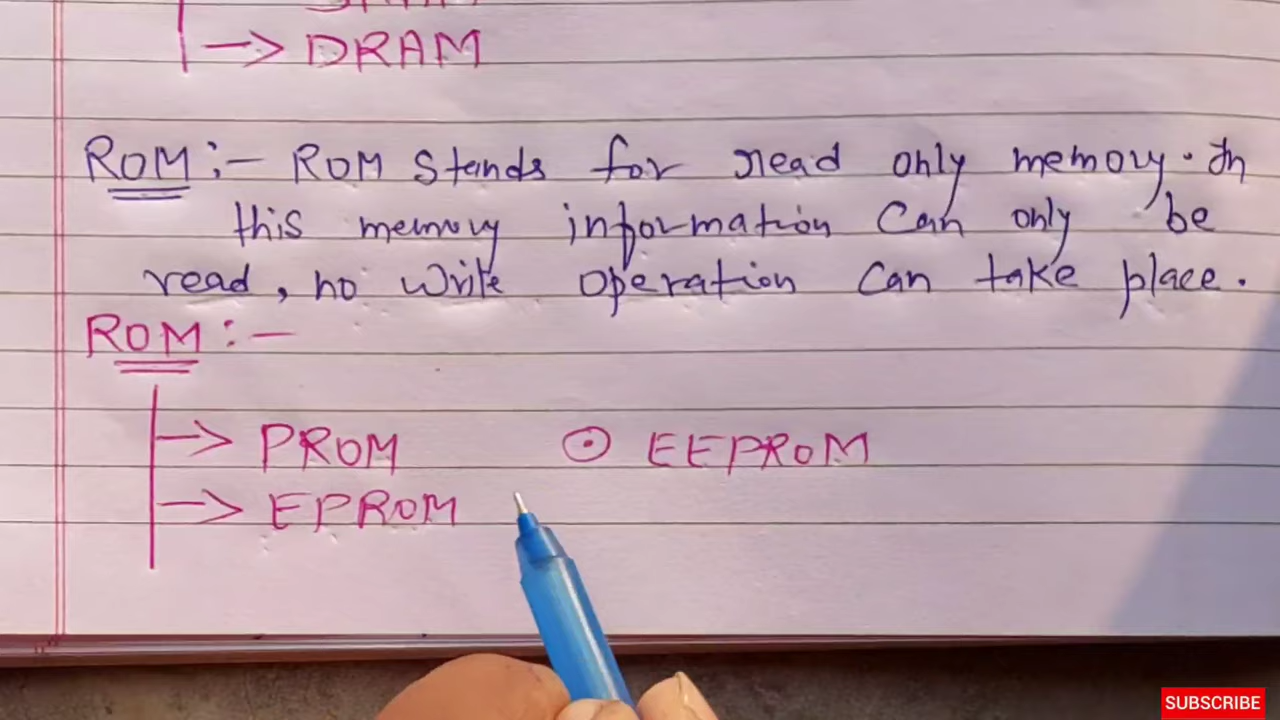 → DRAM
ROM :- ROM stands for read only memory. In
this memory information can only be
read, no write operation can take place.
ROM :-
→ PROM ⊙ EEPROM
→ EPROM
SUBSCRIBE